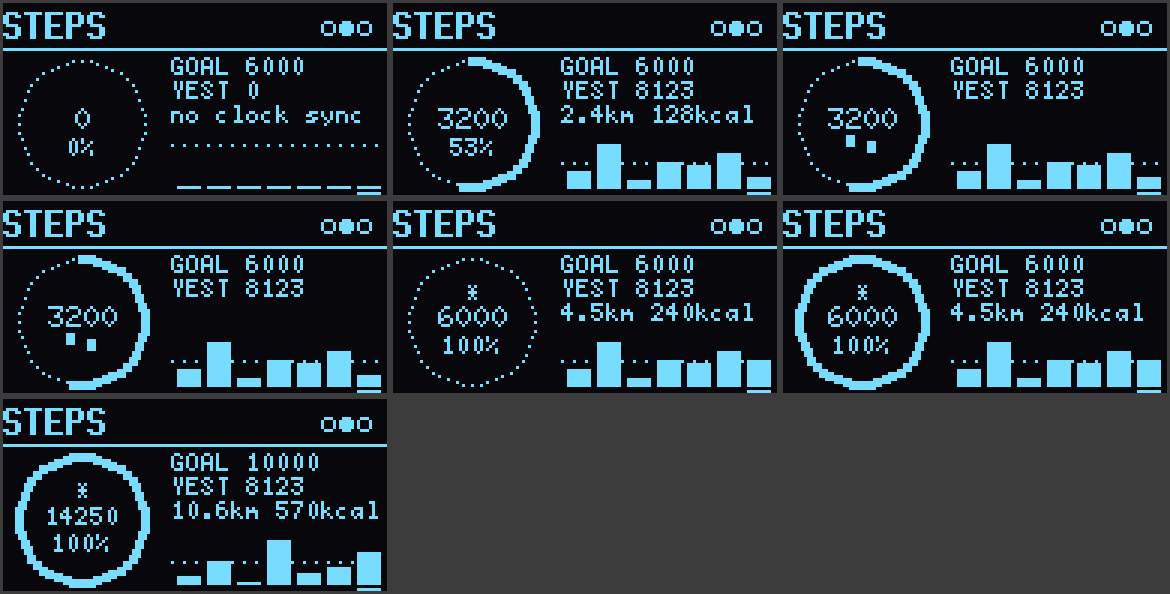 STEPS
GOAL 6000
YEST 0
no clock sync
0
0%
STEPS
GOAL 6000
YEST 8123
2.4km 128kcal
3200
53%
STEPS
GOAL 6000
YEST 8123
3200
STEPS
GOAL 6000
YEST 8123
3200
STEPS
GOAL 6000
YEST 8123
4.5km 240kcal
*
6000
100%
STEPS
GOAL 6000
YEST 8123
4.5km 240kcal
*
6000
100%
STEPS
GOAL 10000
YEST 8123
10.6km 570kcal
*
14250
100%